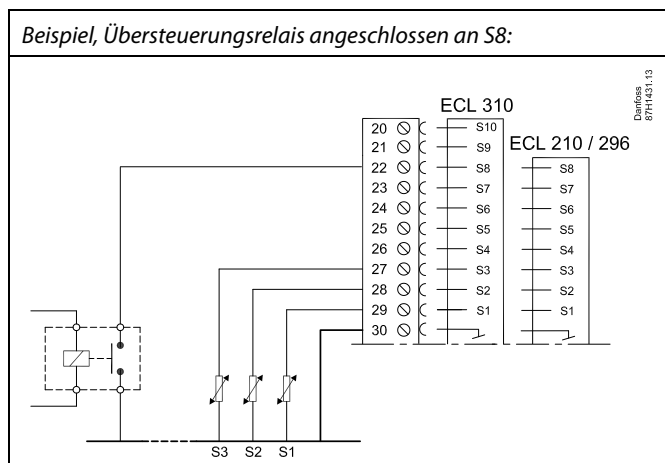 Beispiel, Übersteuerungsrelais angeschlossen an S8:
Danfoss
87H1431.13
ECL 310
ECL 210 / 296
20 S10
21 S9
22 S8 S8
23 S7 S7
24 S6 S6
25 S5 S5
26 S4 S4
27 S3 S3
28 S2 S2
29 S1 S1
30
S3 S2 S1